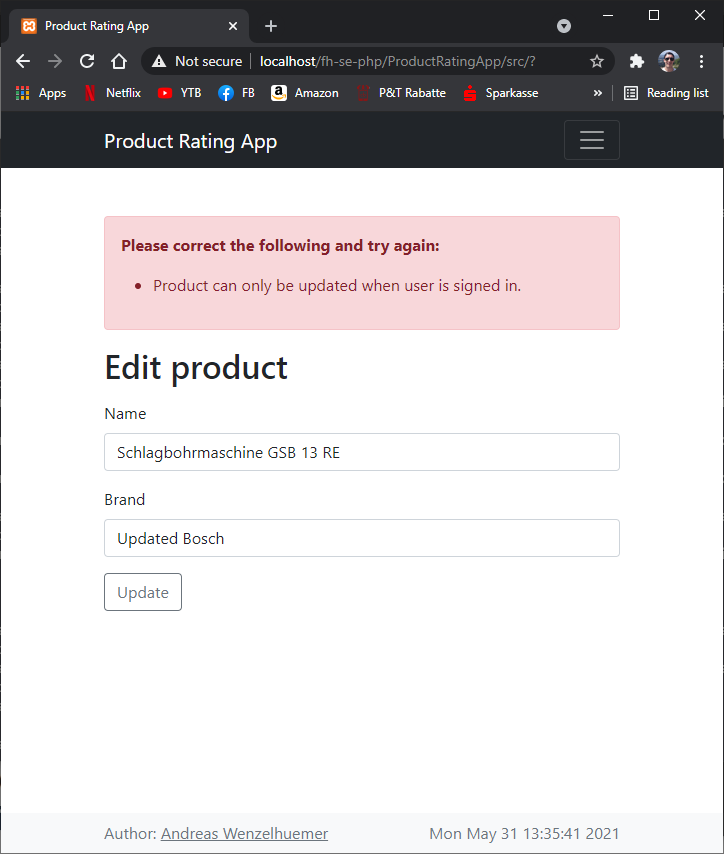 Product Rating App
Not secure
localhost/fh-se-php/ProductRatingApp/src/?
Apps
Netflix
YTB
FB
Amazon
P&T Rabatte
Sparkasse
»
Reading list
Product Rating App
Please correct the following and try again:
• Product can only be updated when user is signed in.
Edit product
Name
Schlagbohrmaschine GSB 13 RE
Brand
Updated Bosch
Update
Author: Andreas Wenzelhuemer
Mon May 31 13:35:41 2021